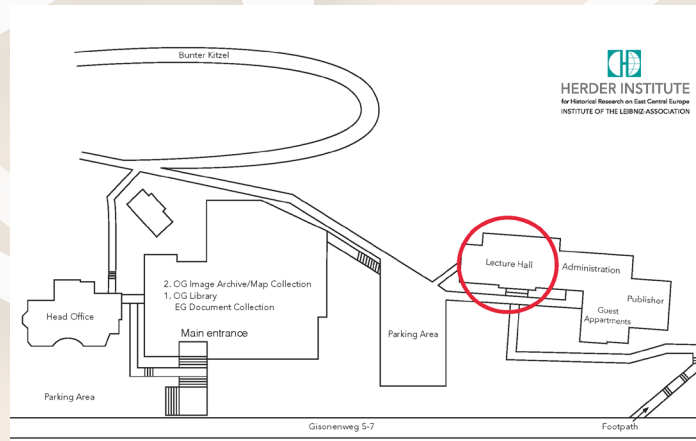 Bunter Kitzel
HERDER INSTITUTE
for Historical Research on East Central Europe
INSTITUTE OF THE LEIBNIZ-ASSOCIATION
Lecture Hall
Administration
Publisher
Guest
Appartments
2. OG Image Archive/Map Collection
1. OG Library
EG Document Collection
Head Office
Main entrance
Parking Area
Parking Area
Gisonenweg 5-7
Footpath